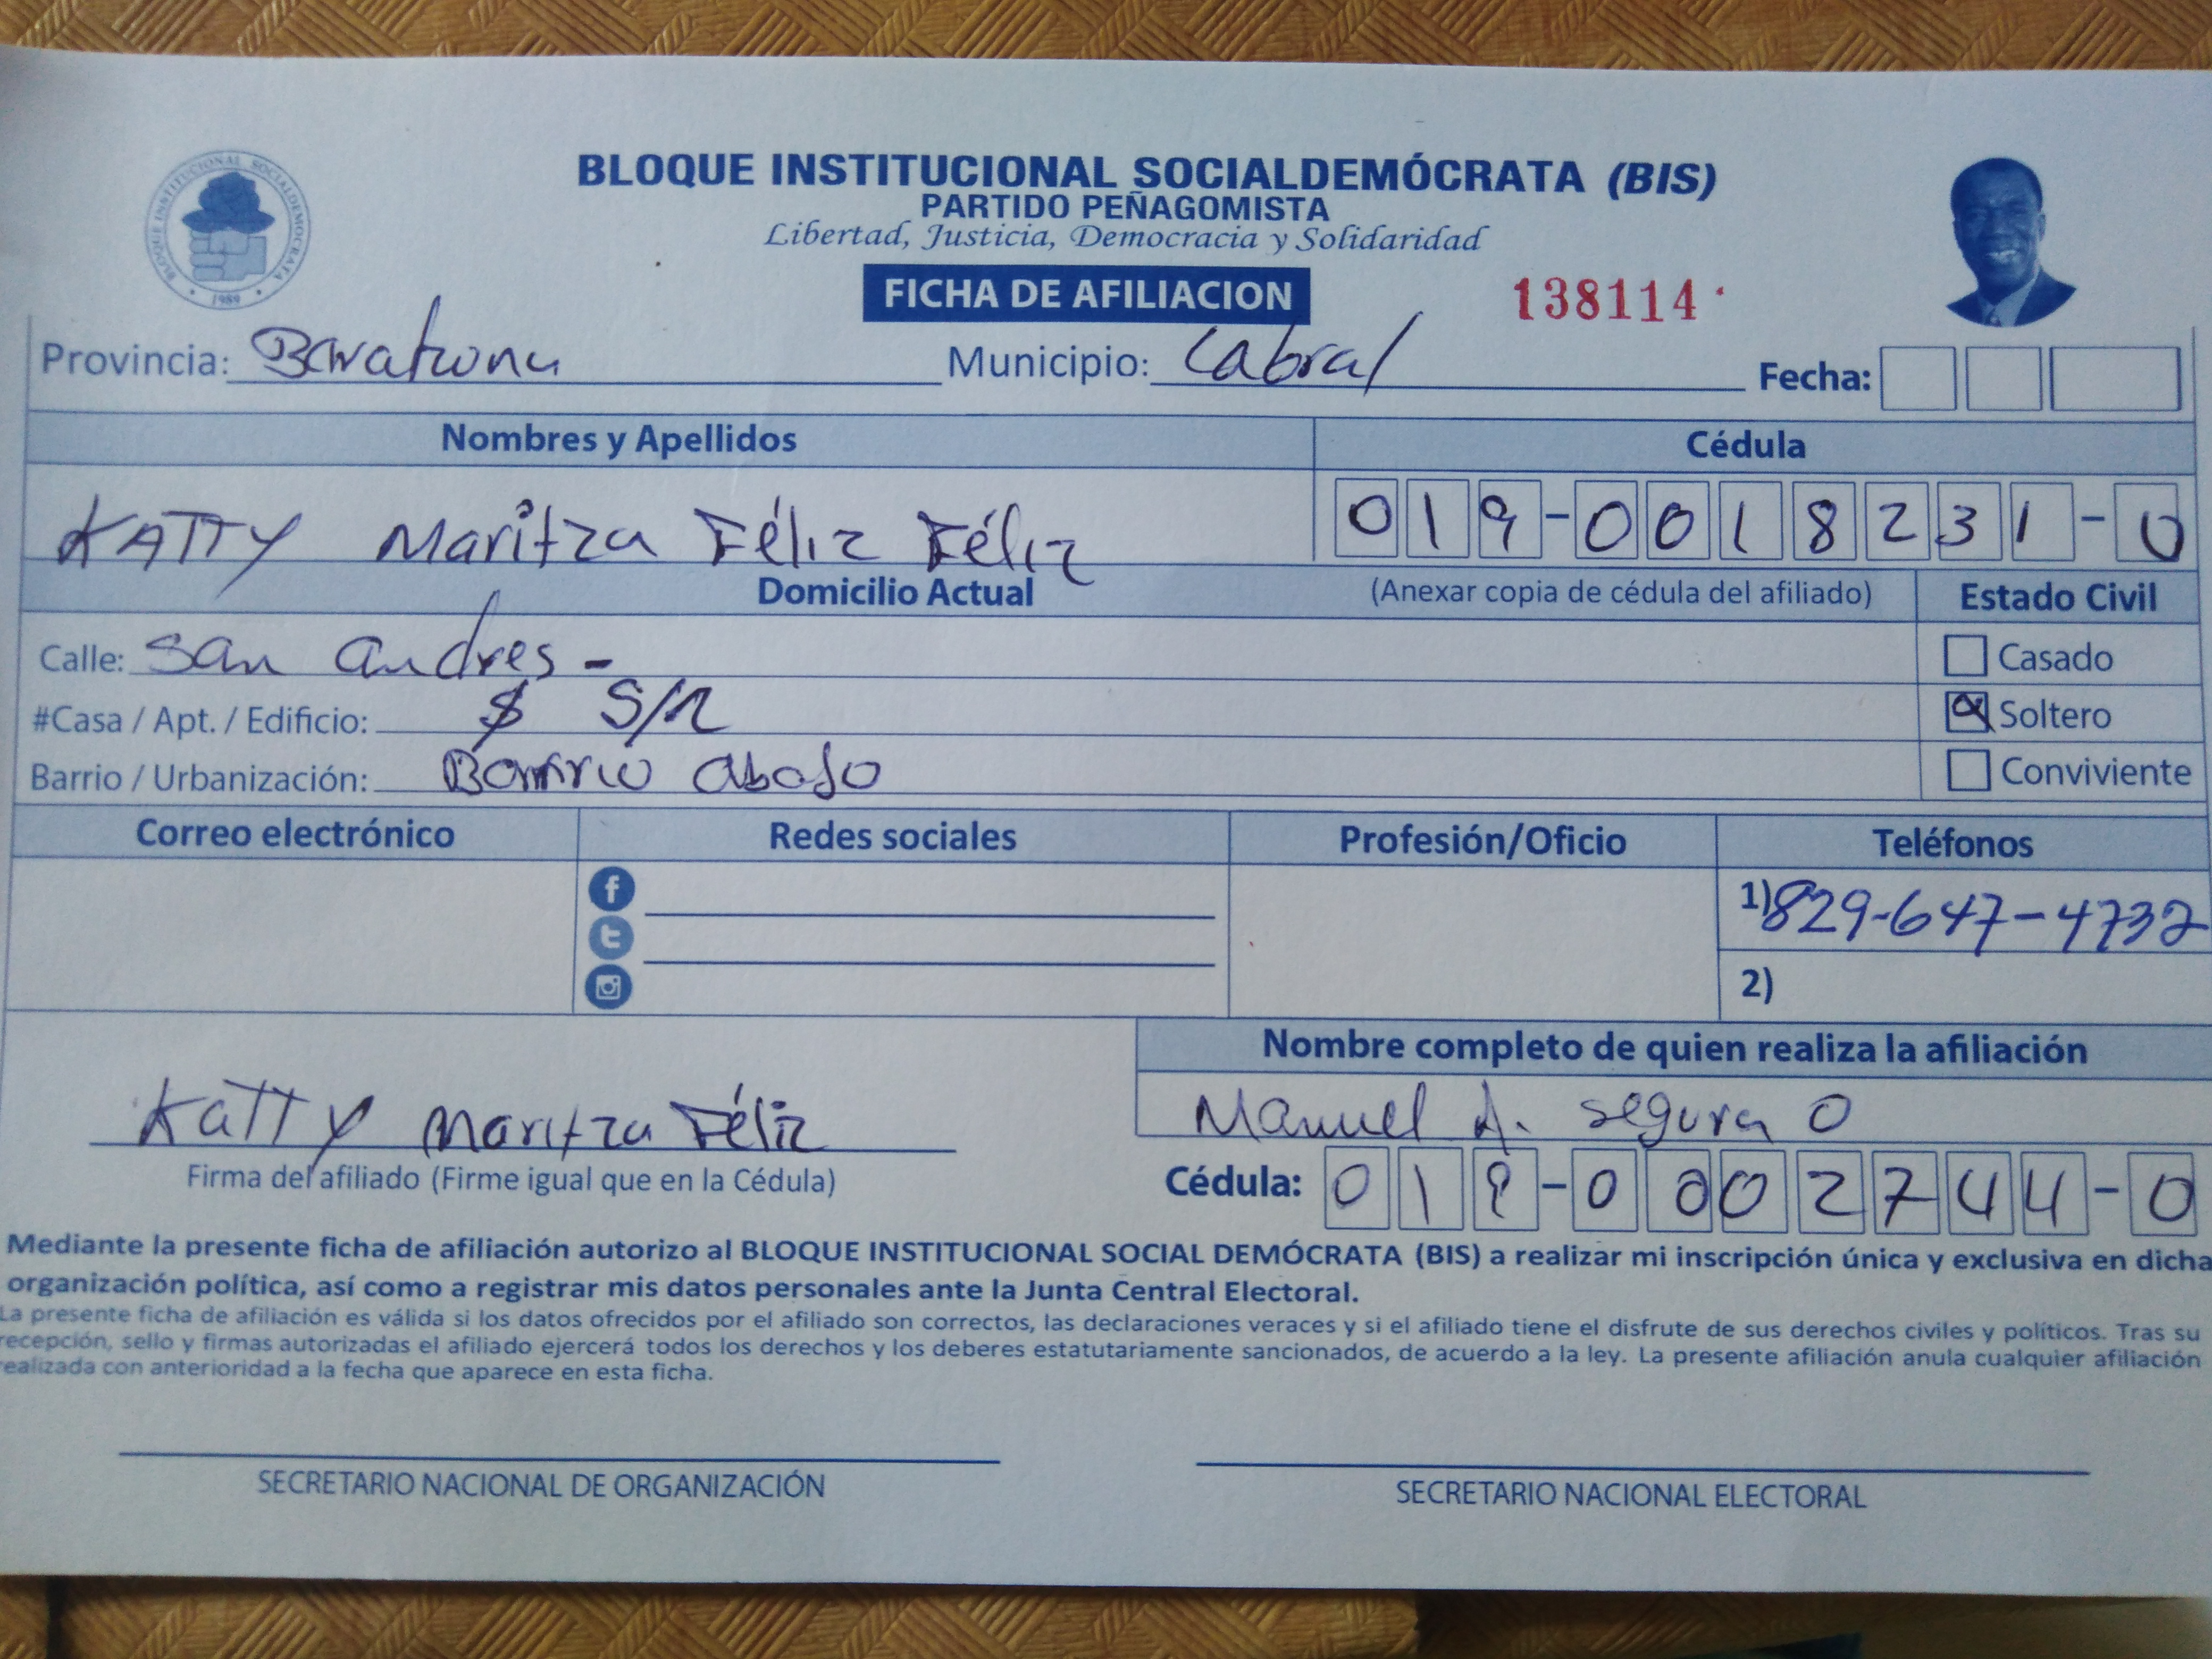 BLOQUE INSTITUCIONAL SOCIALDEMÓCRATA (BIS)
PARTIDO PEÑAGOMISTA
Libertad, Justicia, Democracia y Solidaridad
BLOQUE INSTITUCIONAL SOCIALDEMOCRATA
1989
FICHA DE AFILIACION 138114
Provincia: Barahona Municipio: Cabral Fecha:
Nombres y Apellidos Cédula
KATTY Maritza Féliz Féliz 019-0018231-0
Domicilio Actual (Anexar copia de cédula del afiliado) Estado Civil
Calle: San Andres - Casado
#Casa / Apt. / Edificio: S/N Soltero
Barrio / Urbanización: Barrio abajo Conviviente
Correo electrónico Redes sociales Profesión/Oficio Teléfonos
1) 829-647-4732
2)
Nombre completo de quien realiza la afiliación
Katty Maritza Féliz Manuel A. Segura O
Firma del afiliado (Firme igual que en la Cédula) Cédula: 019-0002744-0
Mediante la presente ficha de afiliación autorizo al BLOQUE INSTITUCIONAL SOCIAL DEMÓCRATA (BIS) a realizar mi inscripción única y exclusiva en dicha
organización política, así como a registrar mis datos personales ante la Junta Central Electoral.
La presente ficha de afiliación es válida si los datos ofrecidos por el afiliado son correctos, las declaraciones veraces y si el afiliado tiene el disfrute de sus derechos civiles y políticos. Tras su
recepción, sello y firmas autorizadas el afiliado ejercerá todos los derechos y los deberes estatutariamente sancionados, de acuerdo a la ley. La presente afiliación anula cualquier afiliación
realizada con anterioridad a la fecha que aparece en esta ficha.
SECRETARIO NACIONAL DE ORGANIZACIÓN SECRETARIO NACIONAL ELECTORAL